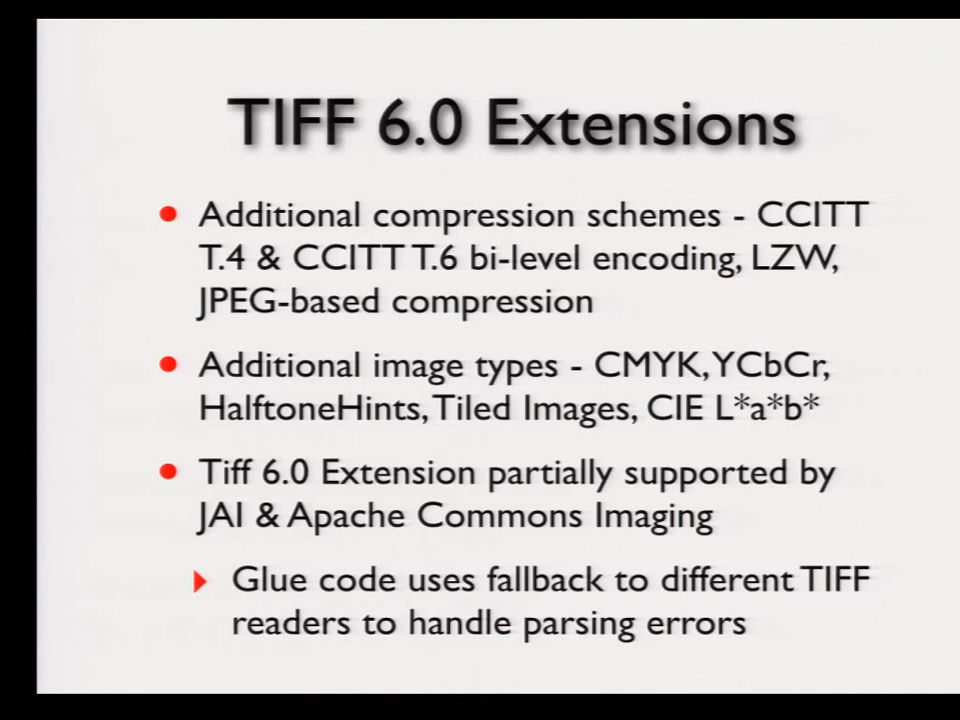 TIFF 6.0 Extensions
Additional compression schemes - CCITT
T.4 & CCITT T.6 bi-level encoding, LZW,
JPEG-based compression
Additional image types - CMYK, YCbCr,
HalftoneHints, Tiled Images, CIE L*a*b*
Tiff 6.0 Extension partially supported by
JAI & Apache Commons Imaging
Glue code uses fallback to different TIFF
readers to handle parsing errors